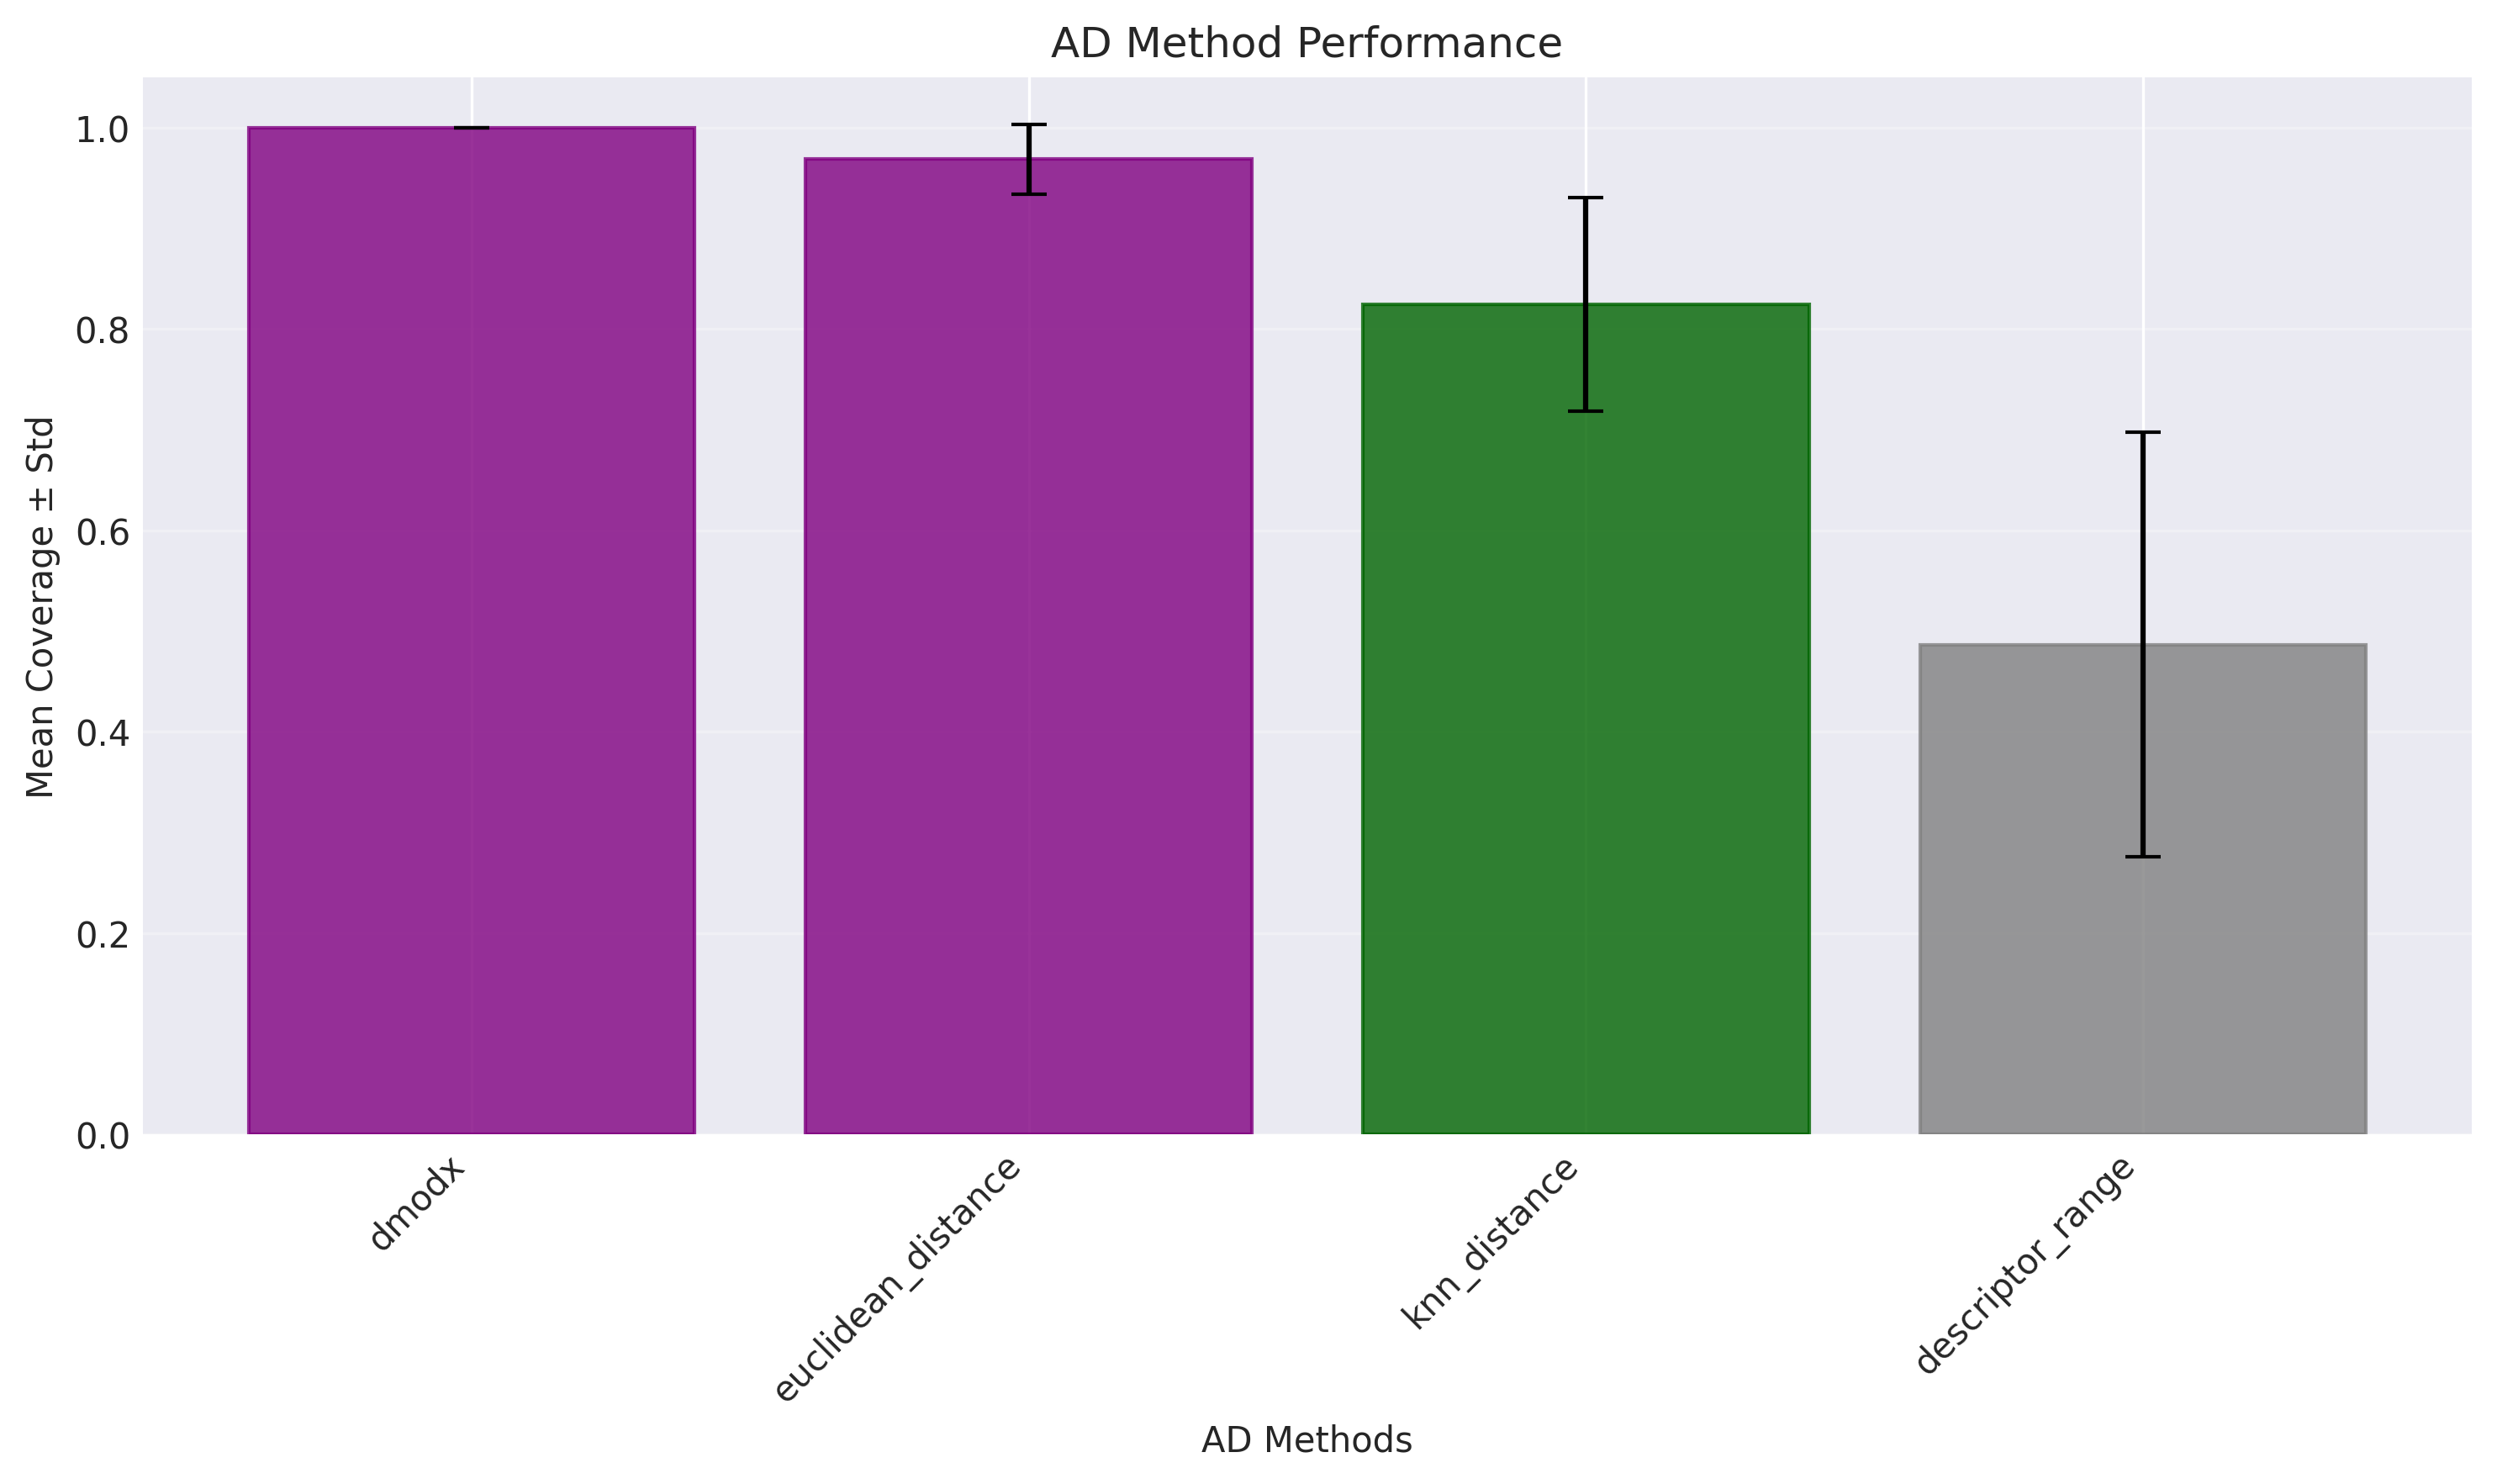 AD Method Performance
Mean Coverage ± Std
1.0
0.8
0.6
0.4
0.2
0.0
dmodx
euclidean_distance
knn_distance
descriptor_range
AD Methods